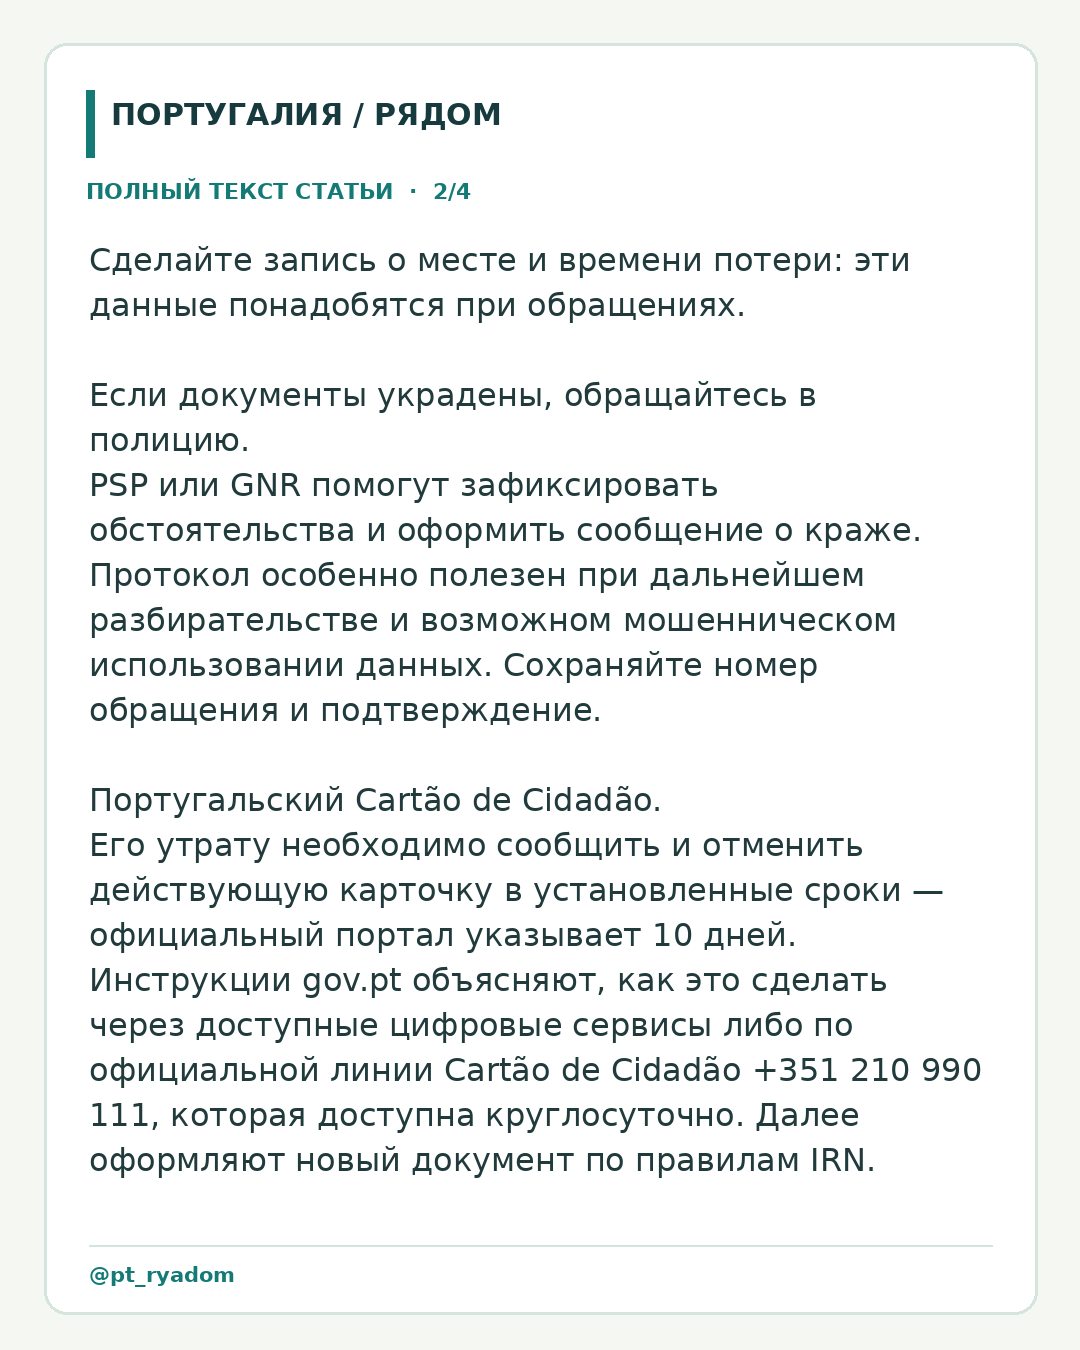 ПОРТУГАЛИЯ / РЯДОМ
ПОЛНЫЙ ТЕКСТ СТАТЬИ · 2/4
Сделайте запись о месте и времени потери: эти
данные понадобятся при обращениях.
Если документы украдены, обращайтесь в
полицию.
PSP или GNR помогут зафиксировать
обстоятельства и оформить сообщение о краже.
Протокол особенно полезен при дальнейшем
разбирательстве и возможном мошенническом
использовании данных. Сохраняйте номер
обращения и подтверждение.
Португальский Cartão de Cidadão.
Его утрату необходимо сообщить и отменить
действующую карточку в установленные сроки —
официальный портал указывает 10 дней.
Инструкции gov.pt объясняют, как это сделать
через доступные цифровые сервисы либо по
официальной линии Cartão de Cidadão +351 210 990
111, которая доступна круглосуточно. Далее
оформляют новый документ по правилам IRN.
@pt_ryadom